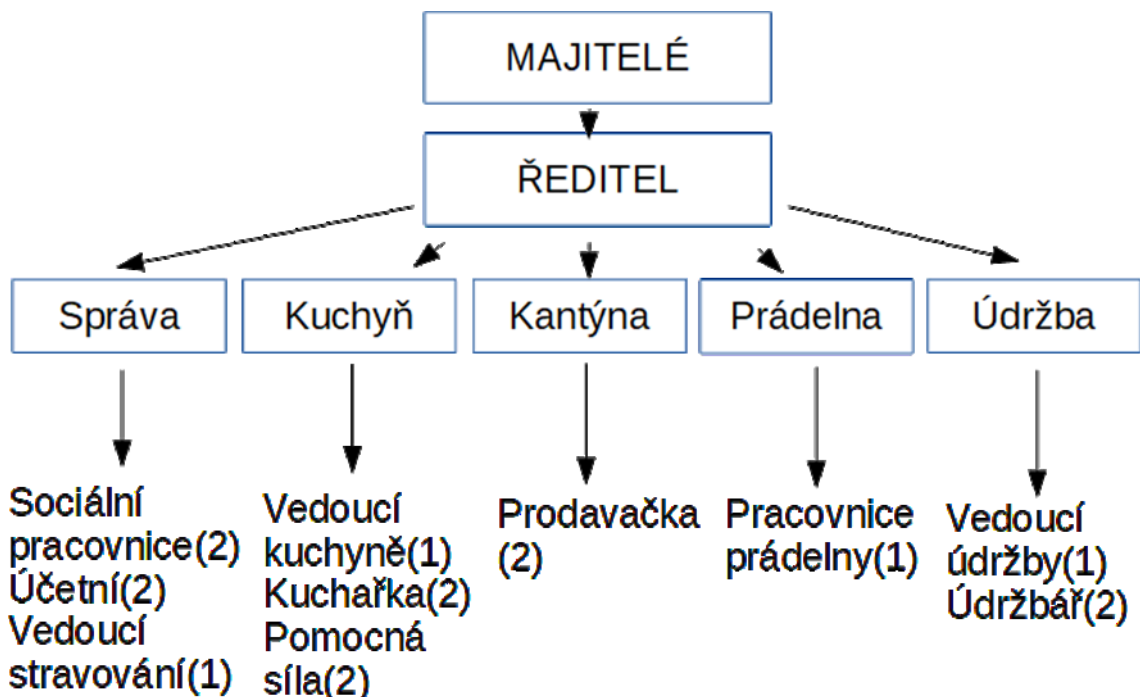 MAJITELÉ
ŘEDITEL
Správa
Kuchyň
Kantýna
Prádelna
Údržba
Sociální
pracovnice(2)
Účetní(2)
Vedoucí
stravování(1)
Vedoucí
kuchyně(1)
Kuchařka(2)
Pomocná
síla(2)
Prodavačka
(2)
Pracovnice
prádelny(1)
Vedoucí
údržby(1)
Údržbář(2)